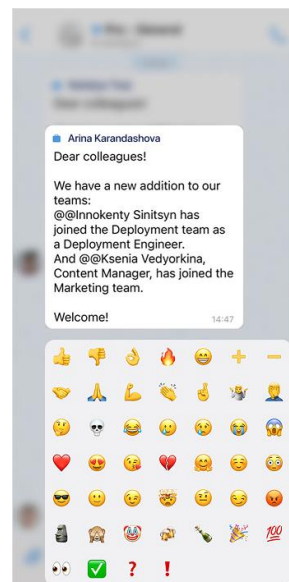 Arina Karandashova
Dear colleagues!
We have a new addition to our
teams:
@@Innokenty Sinitsyn has
joined the Deployment team as
a Deployment Engineer.
And @@Ksenia Vedyorkina,
Content Manager, has joined the
Marketing team.
Welcome!
14:47